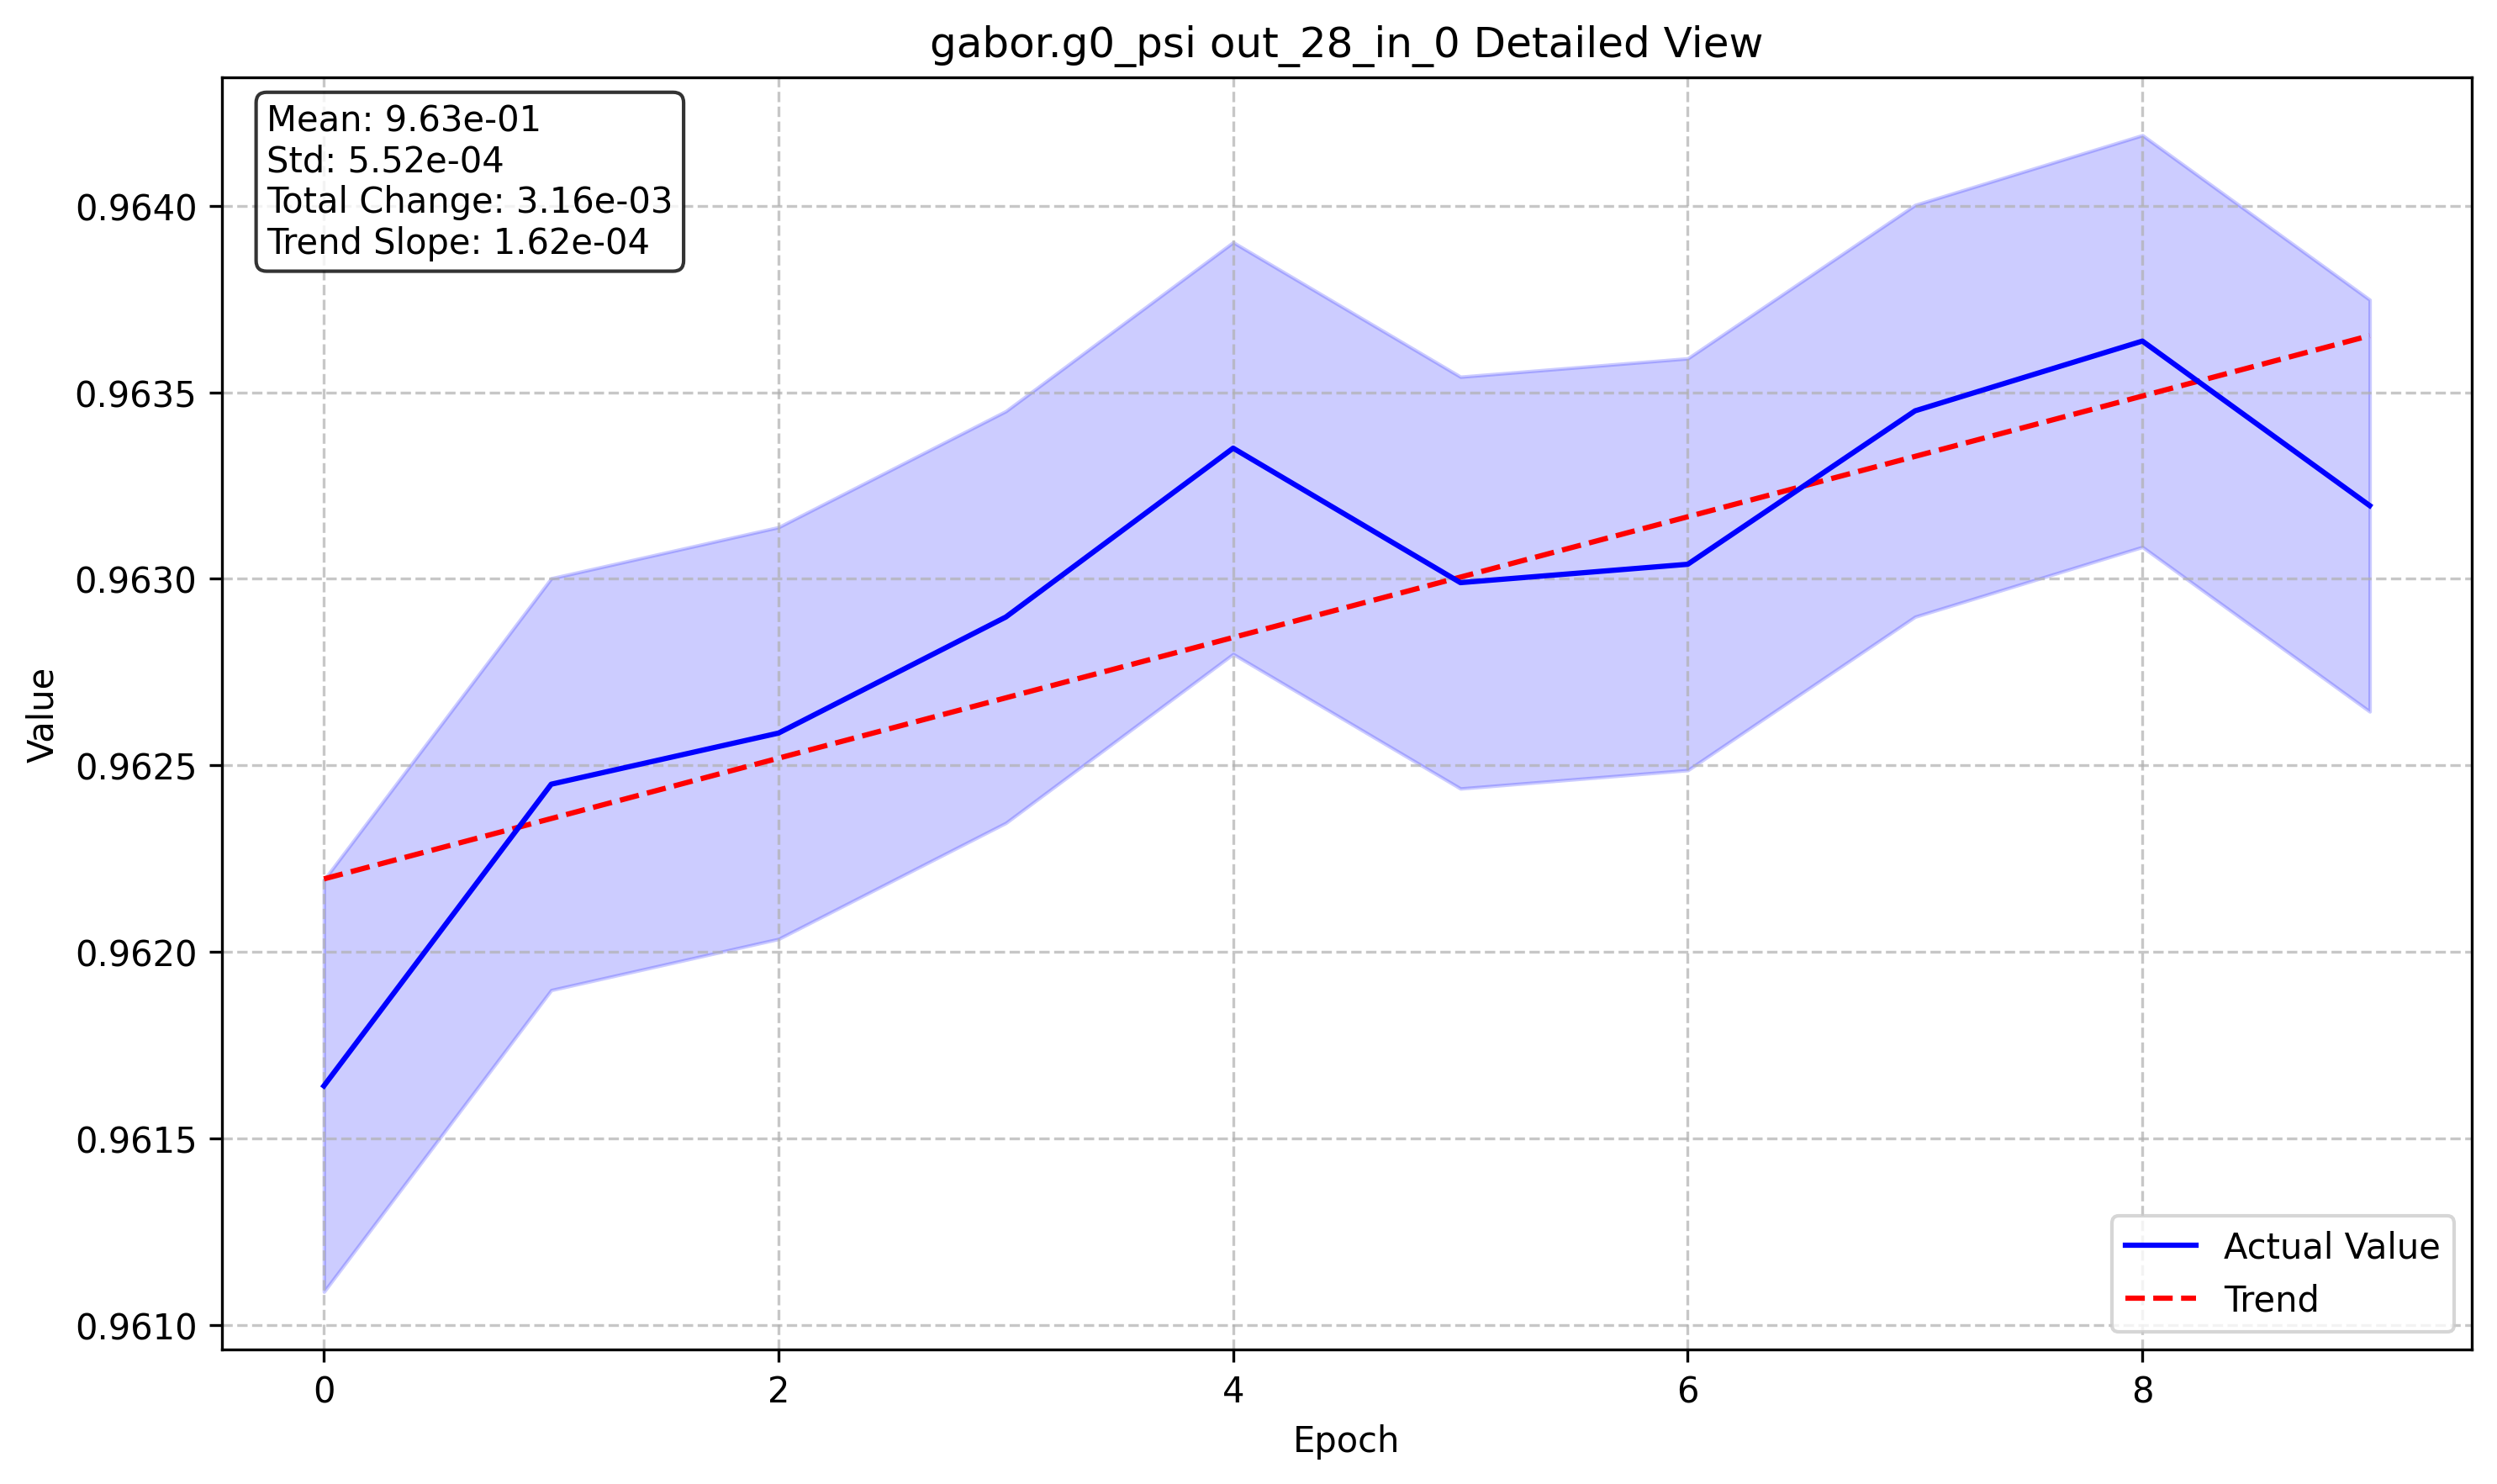 gabor.g0_psi out_28_in_0 Detailed View
Mean: 9.63e-01
Std: 5.52e-04
Total Change: 3.16e-03
Trend Slope: 1.62e-04
0.9640
0.9635
0.9630
0.9625
0.9620
0.9615
0.9610
Value
Actual Value
Trend
0 2 4 6 8
Epoch